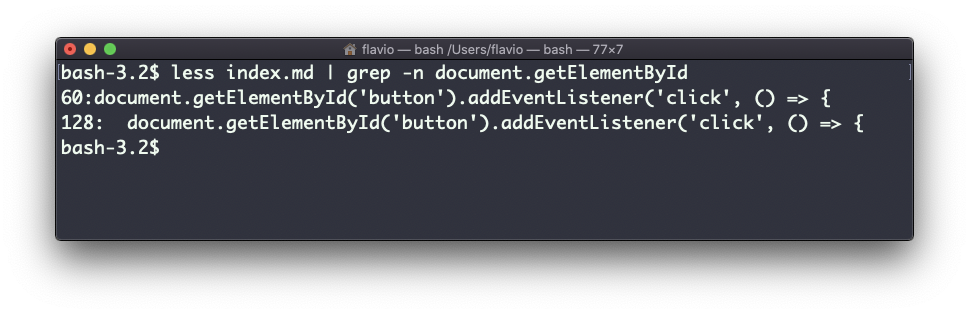 flavio — bash /Users/flavio — bash — 77×7
bash-3.2$ less index.md | grep -n document.getElementById
60:document.getElementById('button').addEventListener('click', () => {
128:  document.getElementById('button').addEventListener('click', () => {
bash-3.2$